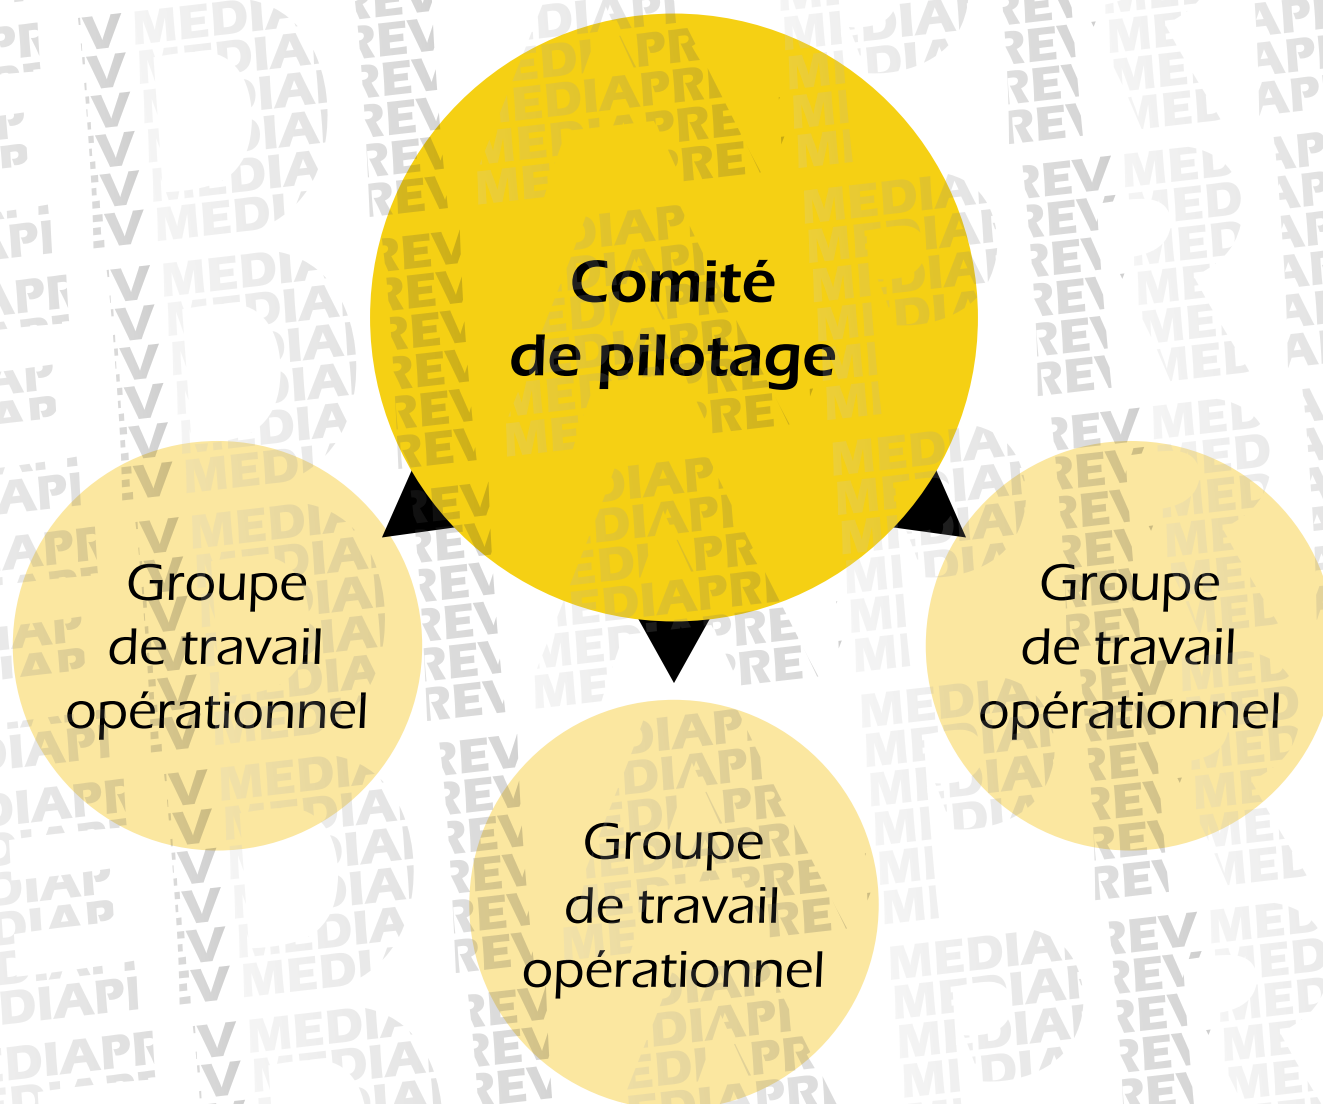 Comité
de pilotage
Groupe
de travail
opérationnel
Groupe
de travail
opérationnel
Groupe
de travail
opérationnel